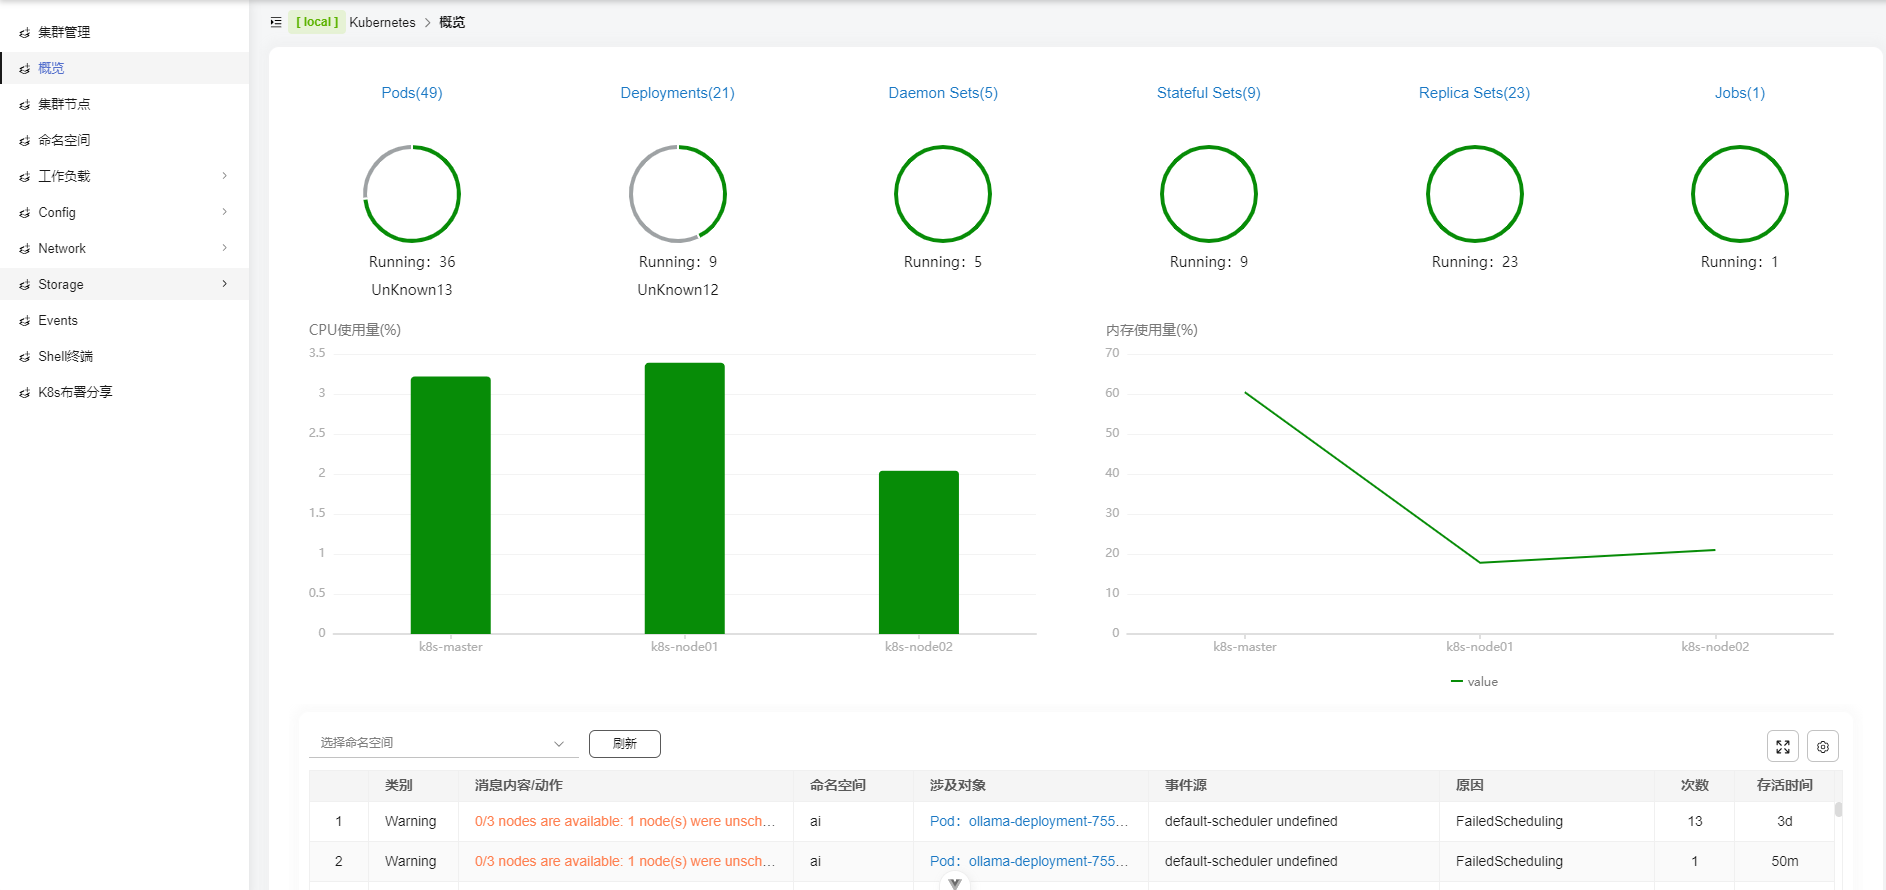 集群管理
概览
集群节点
命名空间
工作负载
Config
Network
Storage
Events
Shell终端
K8s布署分享
[ local ] Kubernetes > 概览
Pods(49) Deployments(21) Daemon Sets(5) Stateful Sets(9) Replica Sets(23) Jobs(1)
Running：36 Running：9 Running：5 Running：9 Running：23 Running：1
UnKnown13 UnKnown12
CPU使用量(%)
3.5
3
2.5
2
1.5
1
0.5
0
k8s-master k8s-node01 k8s-node02
内存使用量(%)
70
60
50
40
30
20
10
0
k8s-master k8s-node01 k8s-node02
value
选择命名空间 刷新
类别 消息内容/动作 命名空间 涉及对象 事件源 原因 次数 存活时间
1 Warning 0/3 nodes are available: 1 node(s) were unsch... ai Pod：ollama-deployment-755... default-scheduler undefined FailedScheduling 13 3d
2 Warning 0/3 nodes are available: 1 node(s) were unsch... ai Pod：ollama-deployment-755... default-scheduler undefined FailedScheduling 1 50m